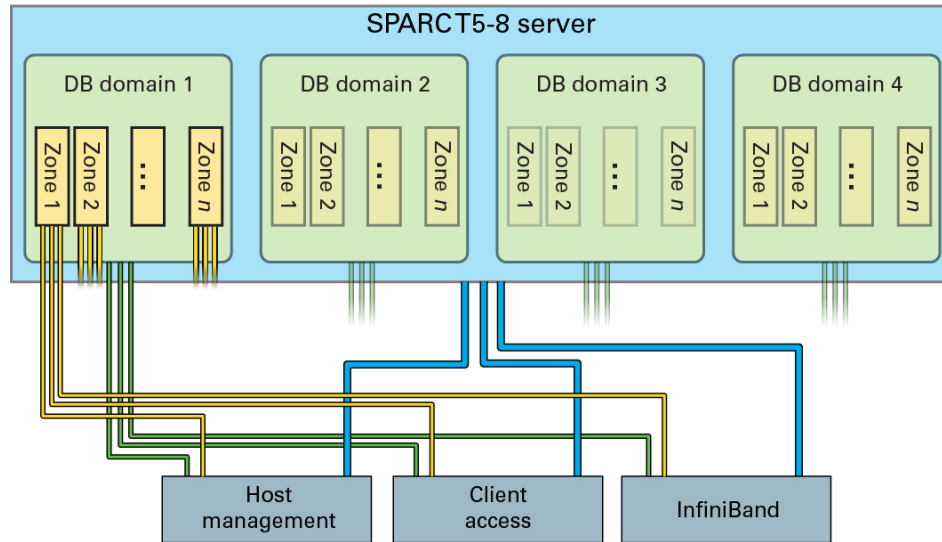 SPARCT5-8 server
DB domain 1
DB domain 2
DB domain 3
DB domain 4
Zone 1
Zone 2
...
Zone n
Zone 1
Zone 2
...
Zone n
Zone 1
Zone 2
...
Zone n
Zone 1
Zone 2
...
Zone n
Host
management
Client
access
InfiniBand